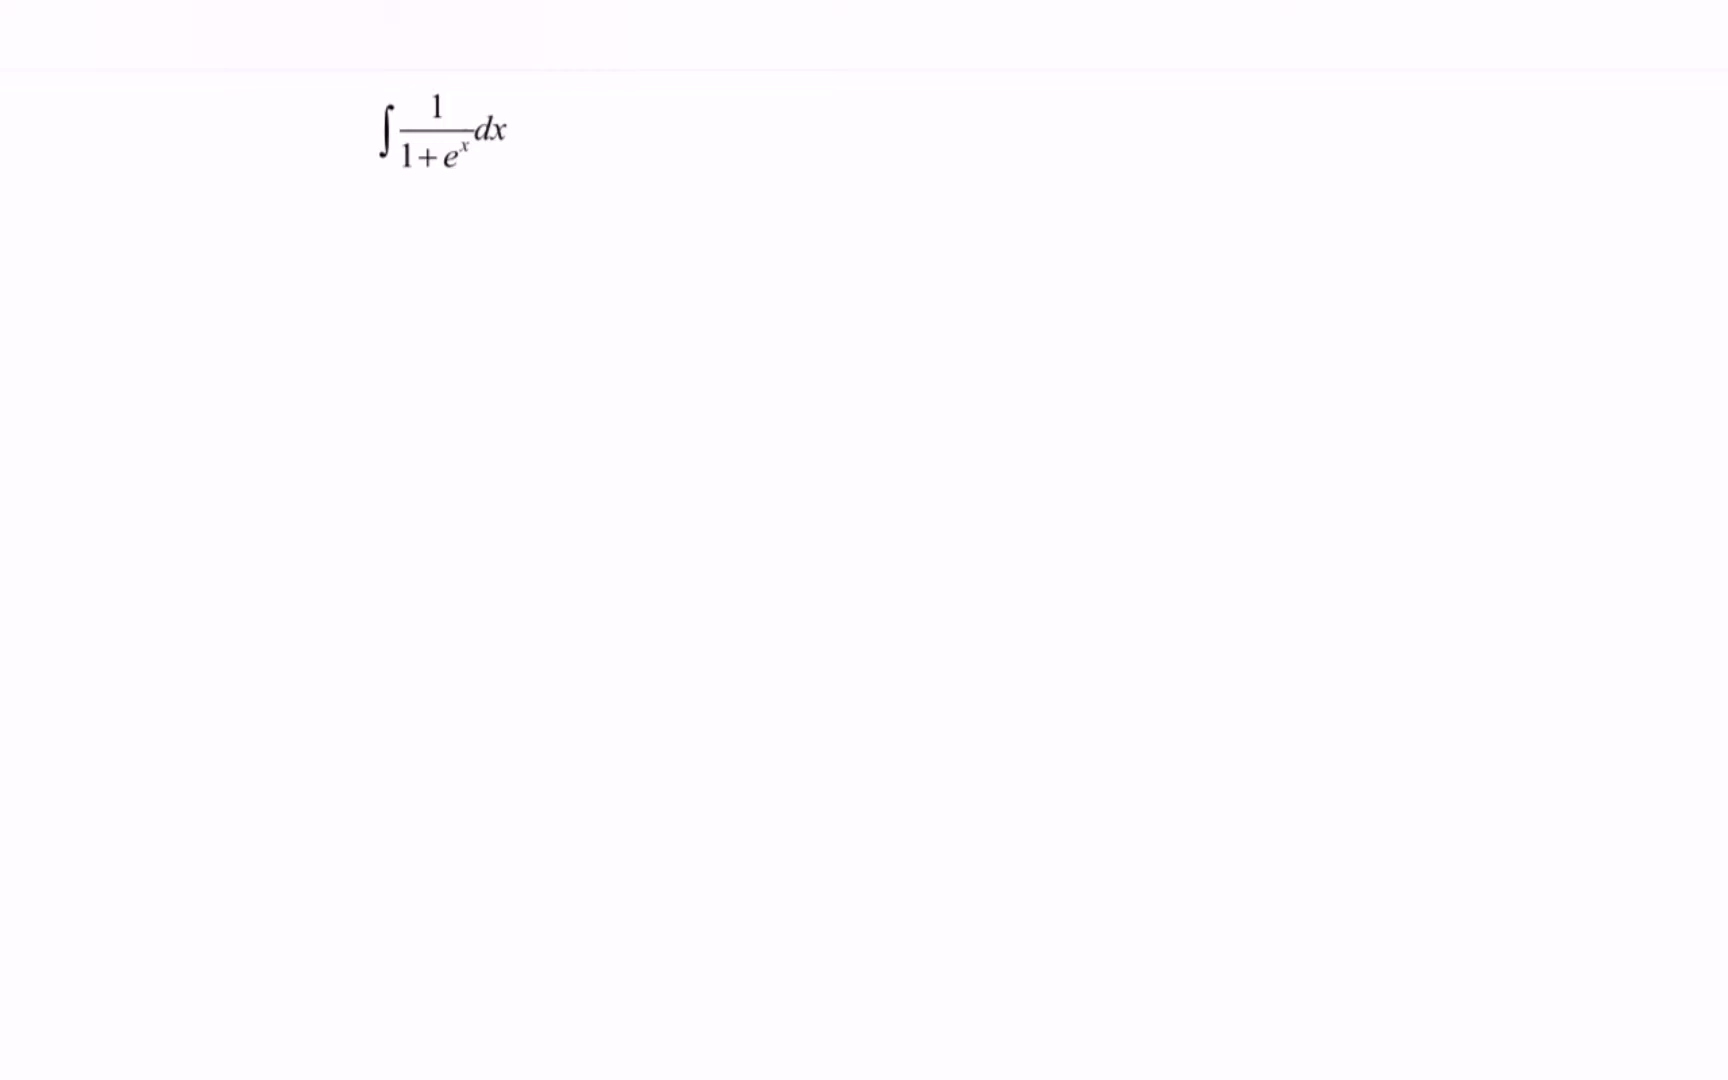 ∫ 1/(1+e^x) dx